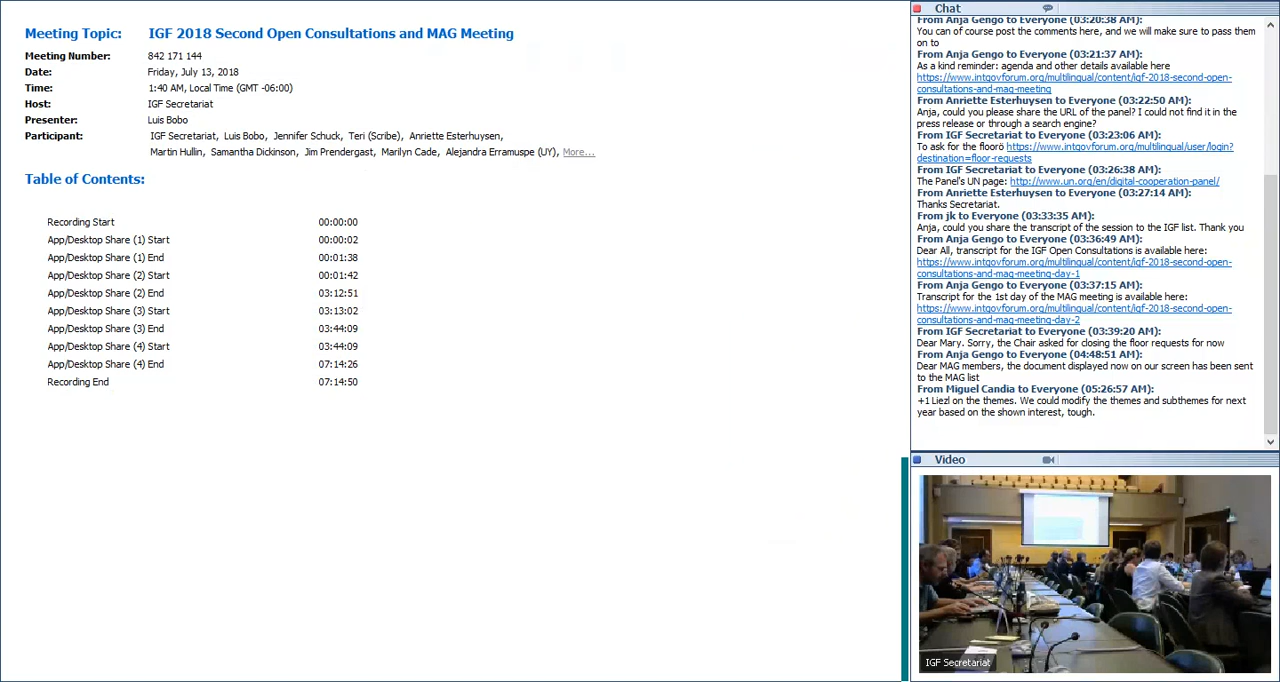 Meeting Topic: IGF 2018 Second Open Consultations and MAG Meeting
Meeting Number: 842 171 144
Date: Friday, July 13, 2018
Time: 1:40 AM, Local Time (GMT -06:00)
Host: IGF Secretariat
Presenter: Luis Bobo
Participant: IGF Secretariat, Luis Bobo, Jennifer Schuck, Teri (Scribe), Anriette Esterhuysen,
Martin Hullin, Samantha Dickinson, Jim Prendergast, Marilyn Cade, Alejandra Erramuspe (UY), More...
Table of Contents:
Recording Start 00:00:00
App/Desktop Share (1) Start 00:00:02
App/Desktop Share (1) End 00:01:38
App/Desktop Share (2) Start 00:01:42
App/Desktop Share (2) End 03:12:51
App/Desktop Share (3) Start 03:13:02
App/Desktop Share (3) End 03:44:09
App/Desktop Share (4) Start 03:44:09
App/Desktop Share (4) End 07:14:26
Recording End 07:14:50
Chat
From Anja Gengo to Everyone (03:20:38 AM):
You can of course post the comments here, and we will make sure to pass them
on to
From Anja Gengo to Everyone (03:21:37 AM):
As a kind reminder: agenda and other details available here
https://www.intgovforum.org/multilingual/content/igf-2018-second-open-
consultations-and-mag-meeting
From Anriette Esterhuysen to Everyone (03:22:50 AM):
Anja, could you please share the URL of the panel? I could not find it in the
press release or through a search engine?
From IGF Secretariat to Everyone (03:23:06 AM):
To ask for the floorö https://www.intgovforum.org/multilingual/user/login?
destination=floor-requests
From IGF Secretariat to Everyone (03:26:38 AM):
The Panel's UN page: http://www.un.org/en/digital-cooperation-panel/
From Anriette Esterhuysen to Everyone (03:27:14 AM):
Thanks Secretariat.
From jk to Everyone (03:33:35 AM):
Anja, could you share the transcript of the session to the IGF list. Thank you
From Anja Gengo to Everyone (03:36:49 AM):
Dear All, transcript for the IGF Open Consultations is available here:
https://www.intgovforum.org/multilingual/content/igf-2018-second-open-
consultations-and-mag-meeting-day-1
From Anja Gengo to Everyone (03:37:15 AM):
Transcript for the 1st day of the MAG meeting is available here:
https://www.intgovforum.org/multilingual/content/igf-2018-second-open-
consultations-and-mag-meeting-day-2
From IGF Secretariat to Everyone (03:39:20 AM):
Dear Mary. Sorry, the Chair asked for closing the floor requests for now
From Anja Gengo to Everyone (04:48:51 AM):
Dear MAG members, the document displayed now on our screen has been sent
to the MAG list
From Miguel Candia to Everyone (05:26:57 AM):
+1 Liezl on the themes. We could modify the themes and subthemes for next
year based on the shown interest, tough.
Video
IGF Secretariat